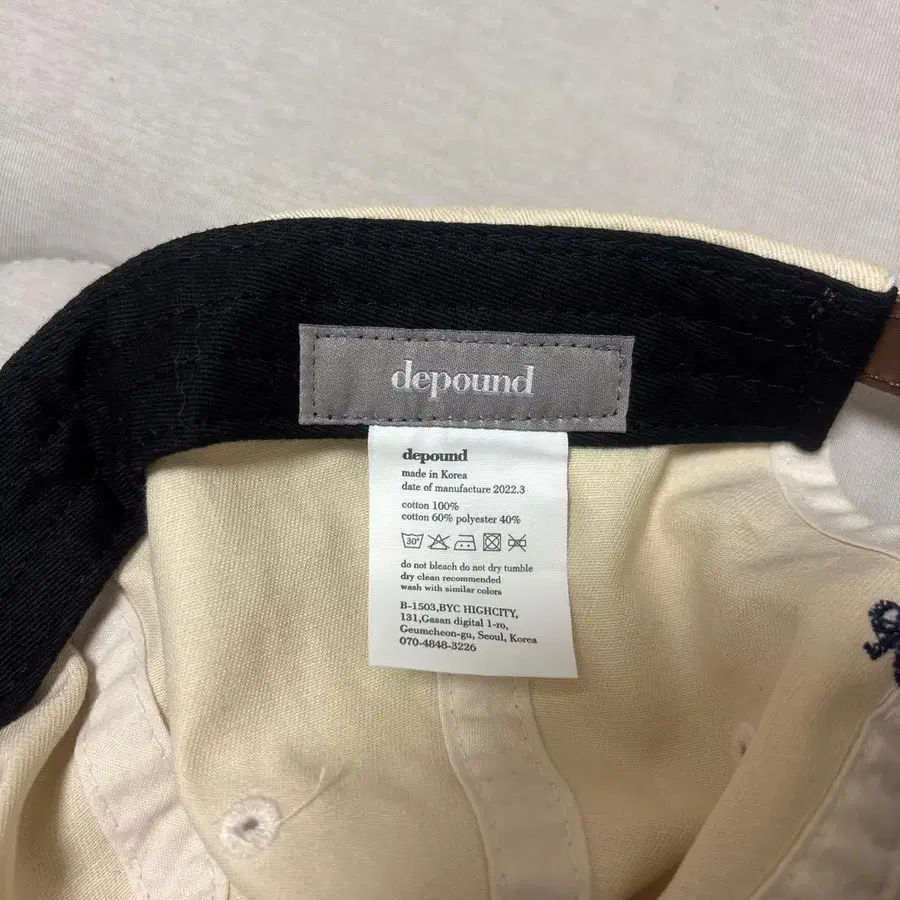 depound
depound
made in Korea
date of manufacture 2022.3
cotton 100%
cotton 60% polyester 40%
30°
do not bleach do not dry tumble
dry clean recommended
wash with similar colors
B-1503,BYC HIGHCITY,
131,Gasan digital 1-ro,
Geumcheon-gu, Seoul, Korea
070-4848-3226